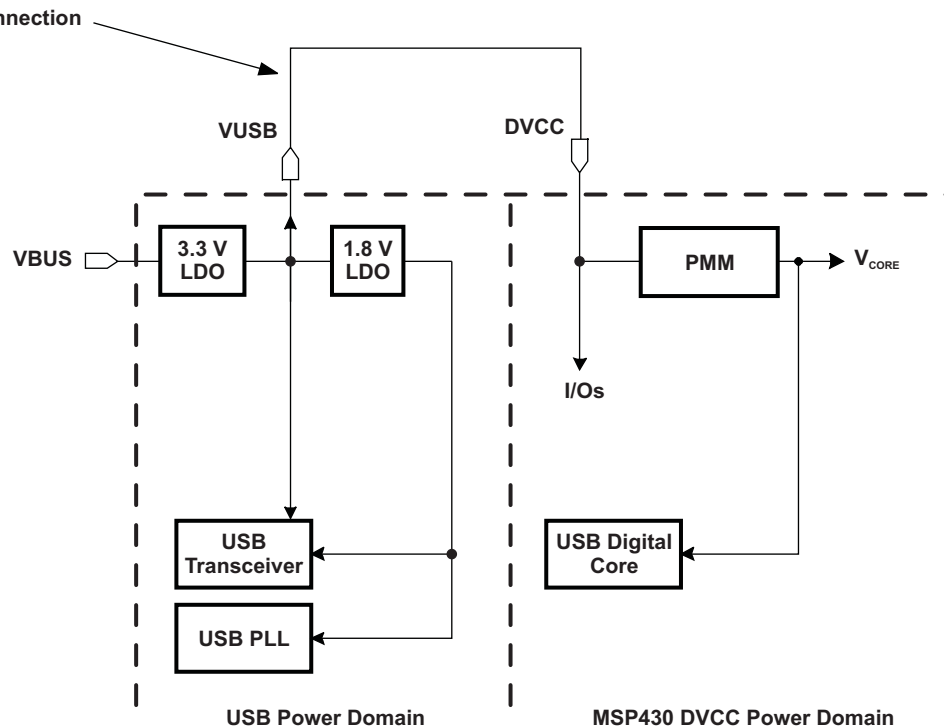 VUSB
DVCC
VBUS
3.3 V
LDO
1.8 V
LDO
PMM
VCORE
I/Os
USB
Transceiver
USB Digital
Core
USB PLL
USB Power Domain
MSP430 DVCC Power Domain